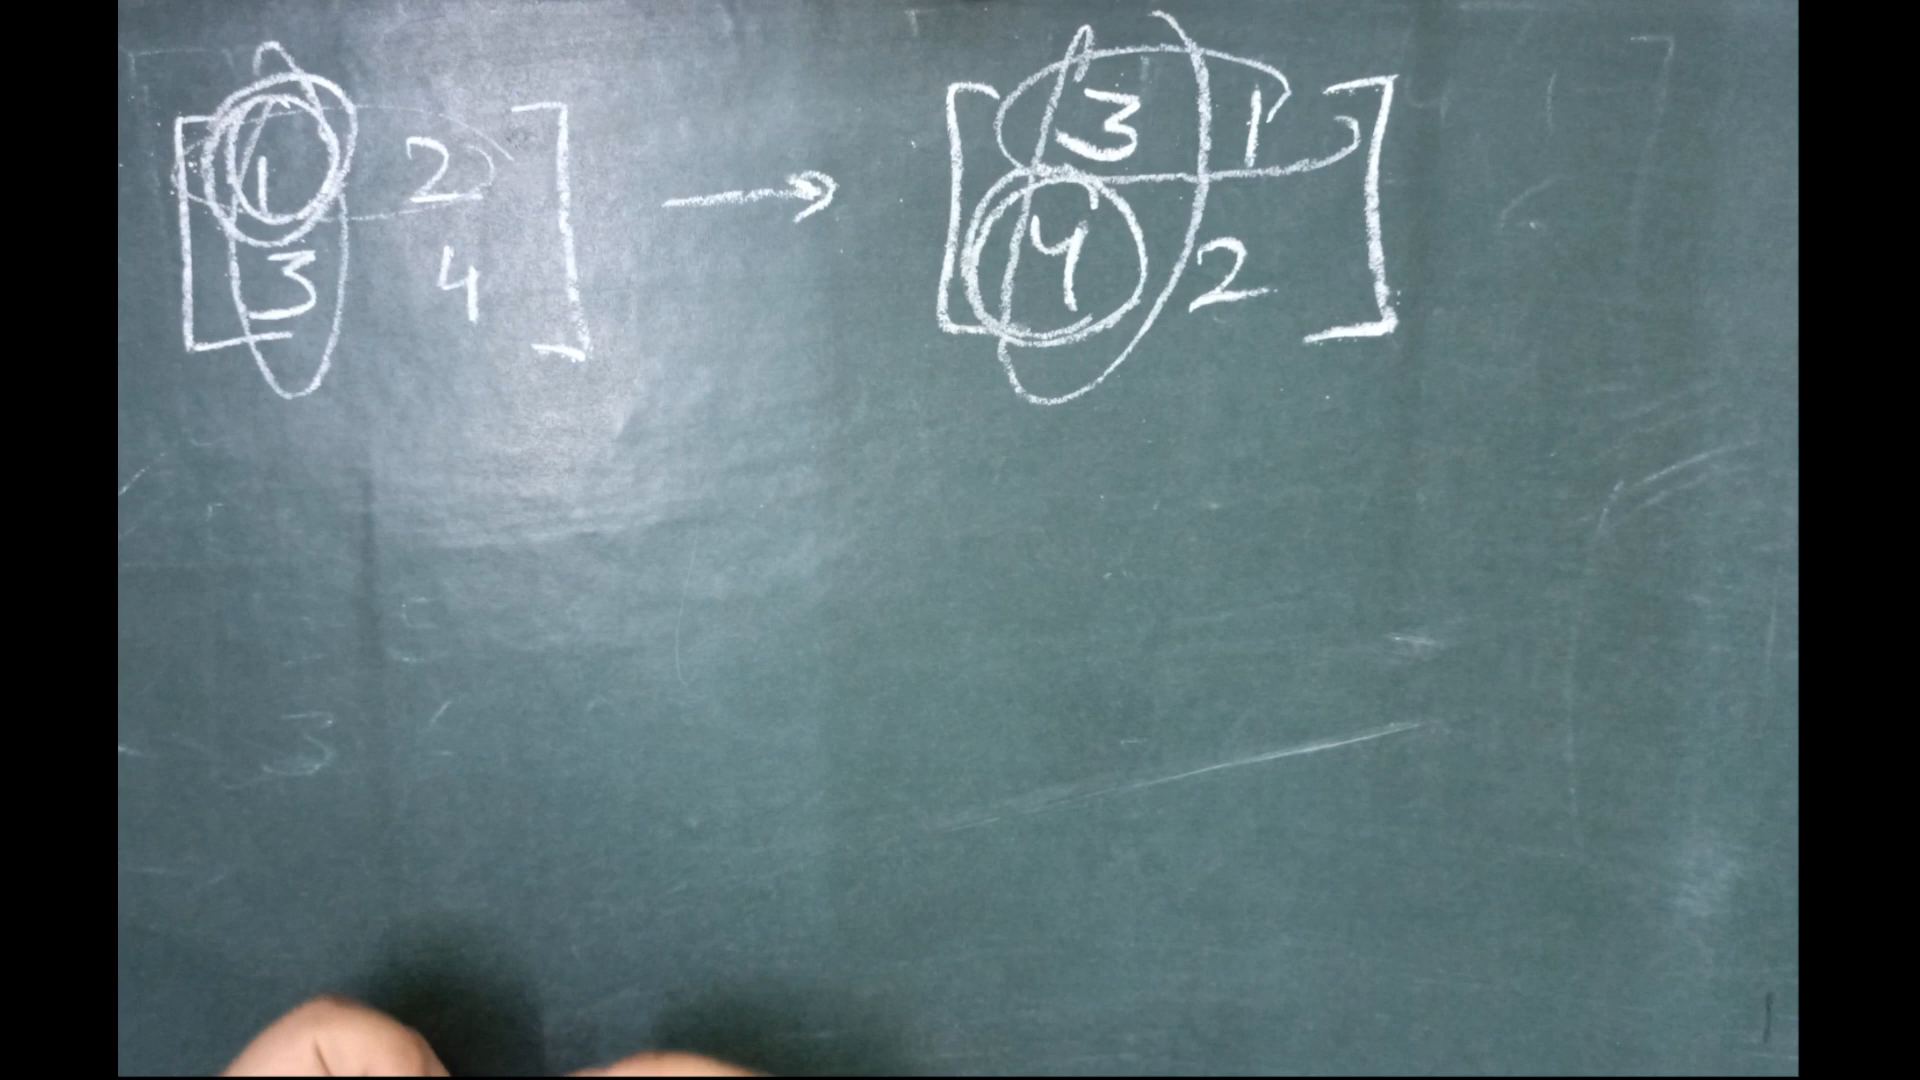 [1 2] → [3 1]
[3 4] [4 2]